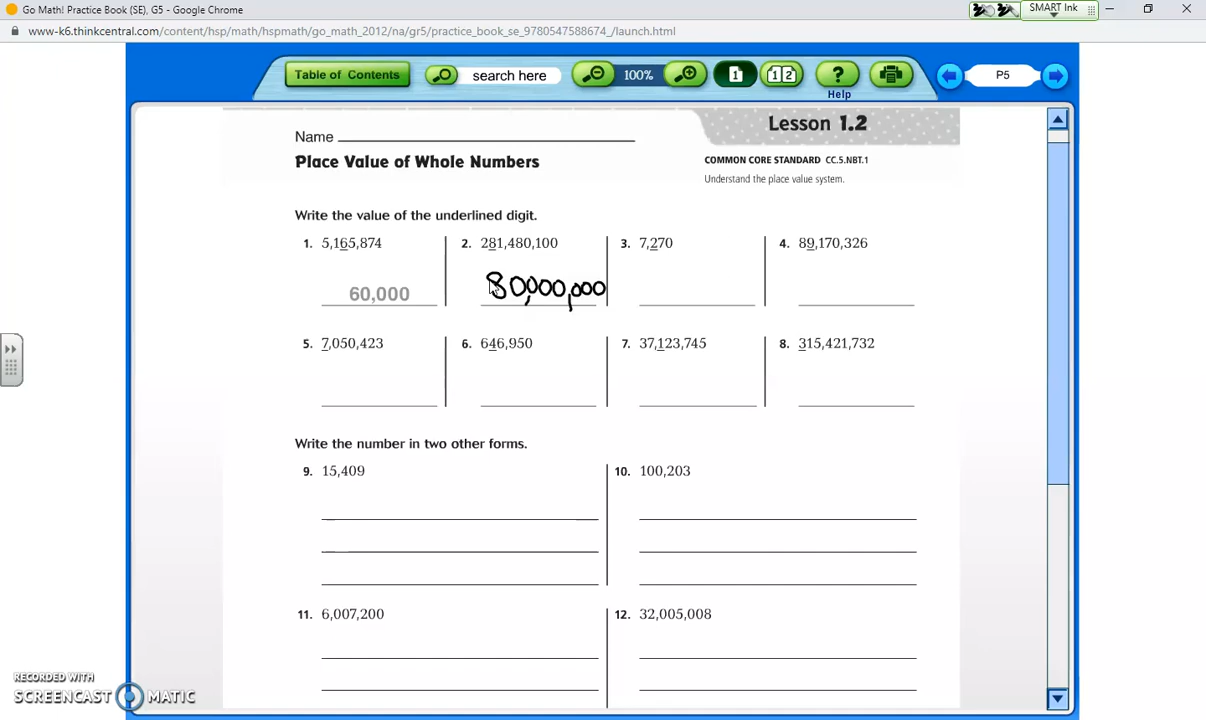 Go Math! Practice Book (SE), G5 - Google Chrome
SMART Ink
www-k6.thinkcentral.com/content/hsp/math/hspmath/go_math_2012/na/gr5/practice_book_se_9780547588674_/launch.html
Table of Contents search here 100% 1 1 2 ? P5
Help
Lesson 1.2
Name
Place Value of Whole Numbers
COMMON CORE STANDARD CC.5.NBT.1
Understand the place value system.
Write the value of the underlined digit.
1. 5,165,874 2. 281,480,100 3. 7,270 4. 89,170,326
60,000 80,000,000
5. 7,050,423 6. 646,950 7. 37,123,745 8. 315,421,732
Write the number in two other forms.
9. 15,409 10. 100,203
11. 6,007,200 12. 32,005,008
RECORDED WITH
SCREENCAST MATIC